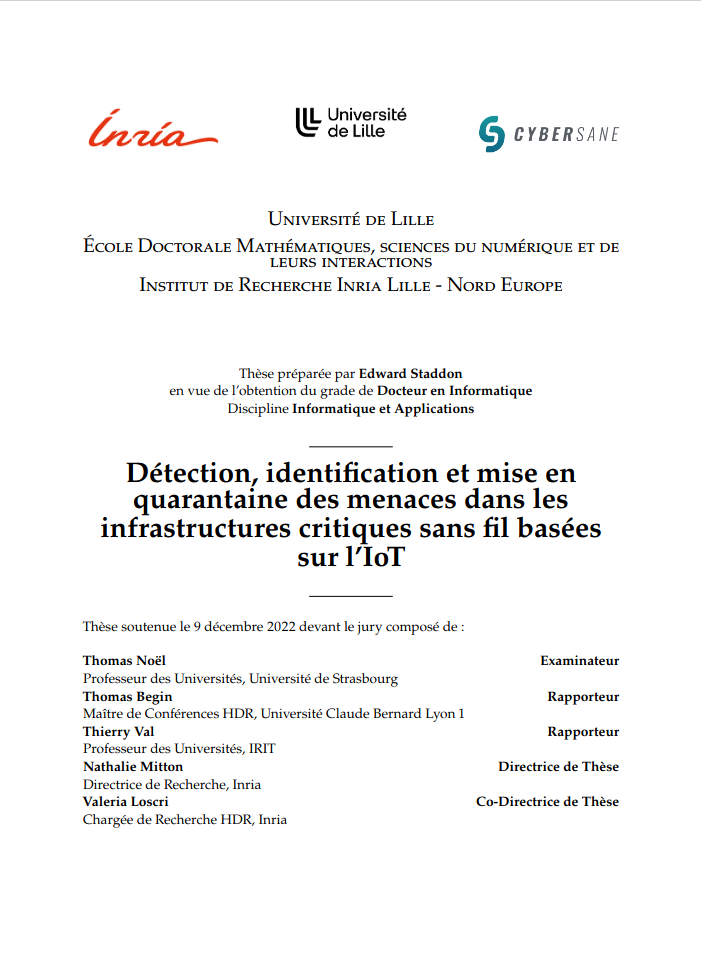 Inria
Université
de Lille
CYBERSANE
Université de Lille
École Doctorale Mathématiques, sciences du numérique et de
leurs interactions
Institut de Recherche Inria Lille - Nord Europe
Thèse préparée par Edward Staddon
en vue de l'obtention du grade de Docteur en Informatique
Discipline Informatique et Applications
Détection, identification et mise en
quarantaine des menaces dans les
infrastructures critiques sans fil basées
sur l'IoT
Thèse soutenue le 9 décembre 2022 devant le jury composé de :
Thomas Noël Examinateur
Professeur des Universités, Université de Strasbourg
Thomas Begin Rapporteur
Maître de Conférences HDR, Université Claude Bernard Lyon 1
Thierry Val Rapporteur
Professeur des Universités, IRIT
Nathalie Mitton Directrice de Thèse
Directrice de Recherche, Inria
Valeria Loscri Co-Directrice de Thèse
Chargée de Recherche HDR, Inria